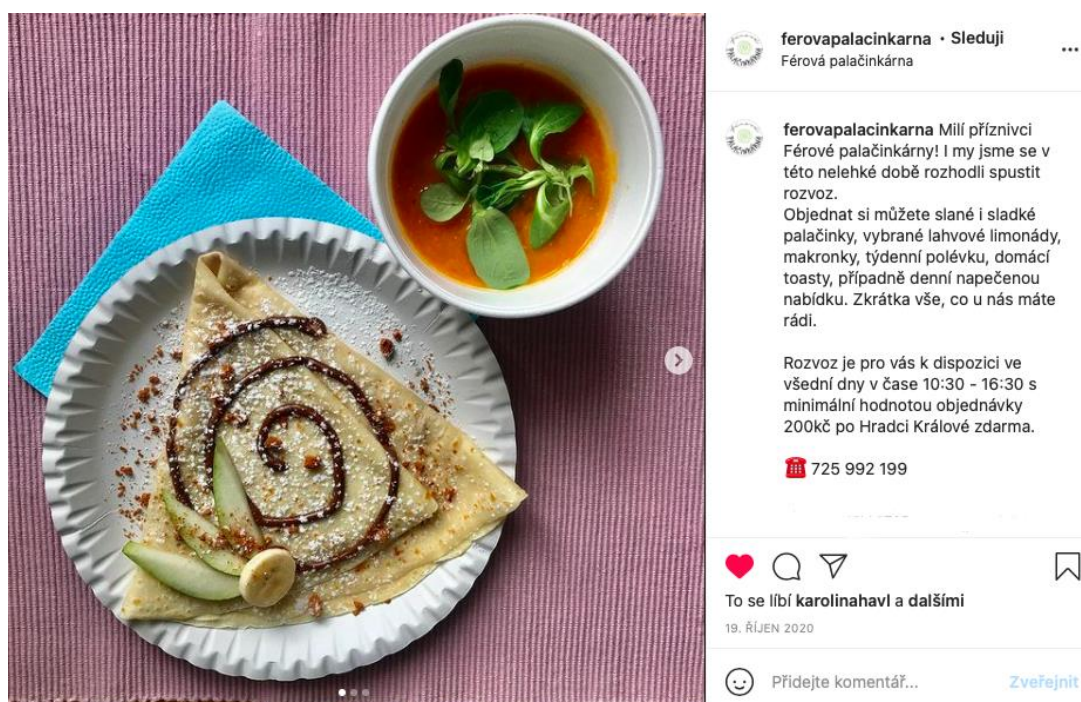 ferovapalacinkarna • Sleduji
Férová palačinkárna
ferovapalacinkarna Milí příznivci
Férové palačinkárny! I my jsme se v
této nelehké době rozhodli spustit
rozvoz.
Objednat si můžete slané i sladké
palačinky, vybrané lahvové limonády,
makronky, týdenní polévku, domácí
toasty, případně denní napečenou
nabídku. Zkrátka vše, co u nás máte
rádi.
Rozvoz je pro vás k dispozici ve
všední dny v čase 10:30 - 16:30 s
minimální hodnotou objednávky
200kč po Hradci Králové zdarma.
725 992 199
To se líbí karolinahavl a dalšími
19. ŘÍJEN 2020
Přidejte komentář...
Zveřejnit